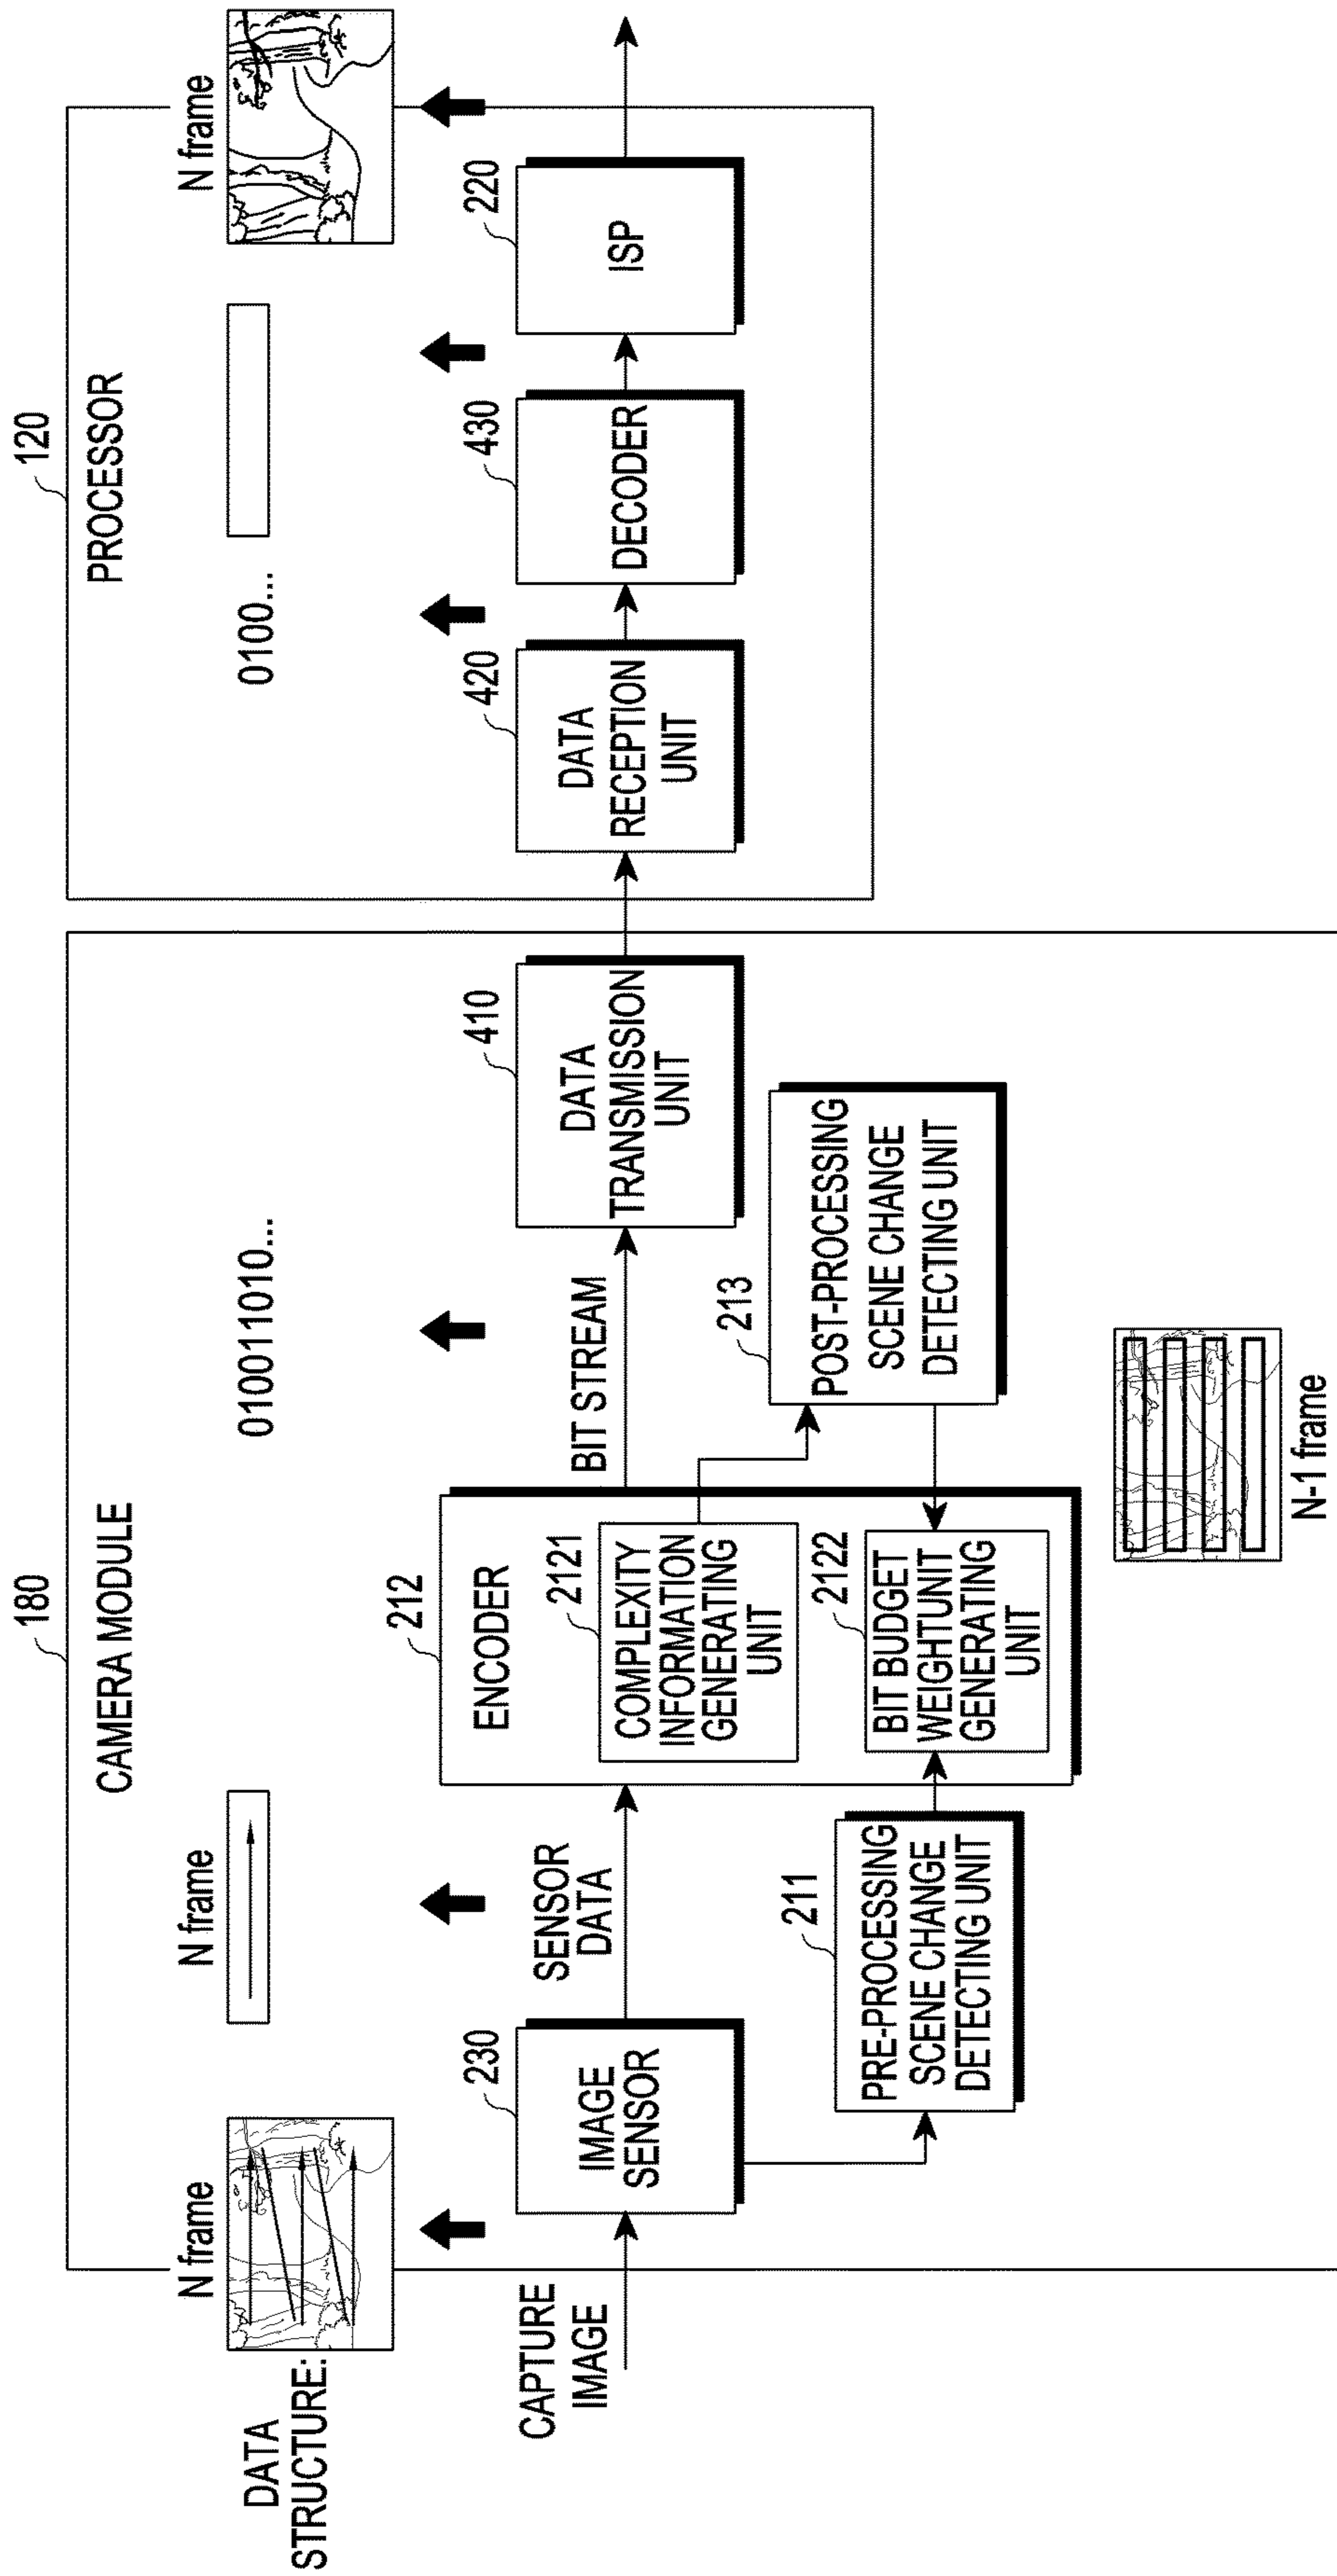 180
CAMERA MODULE
120
PROCESSOR
DATA
STRUCTURE:
N frame
N frame
010011010...
0100...
N frame
CAPTURE
IMAGE
230
IMAGE
SENSOR
SENSOR
DATA
212
ENCODER
2121
COMPLEXITY
INFORMATION
GENERATING
UNIT
2122
BIT BUDGET
WEIGHTUNIT
GENERATING
UNIT
BIT STREAM
410
DATA
TRANSMISSION
UNIT
420
DATA
RECEPTION
UNIT
430
DECODER
220
ISP
211
PRE-PROCESSING
SCENE CHANGE
DETECTING UNIT
213
POST-PROCESSING
SCENE CHANGE
DETECTING UNIT
N-1 frame